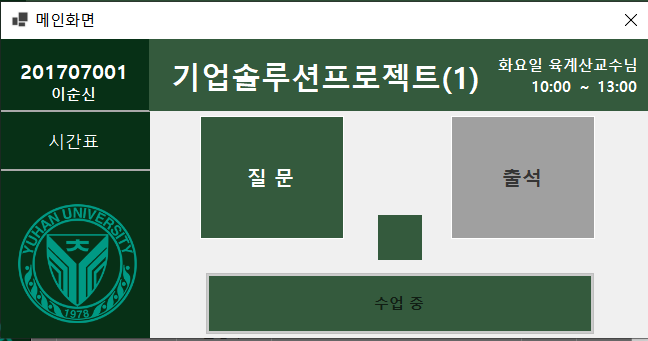 메인화면
201707001
이순신
기업솔루션프로젝트(1)
화요일 육계산교수님
10:00 ~ 13:00
시간표
질 문
출석
수업 중
YUHAN UNIVERSITY
1978